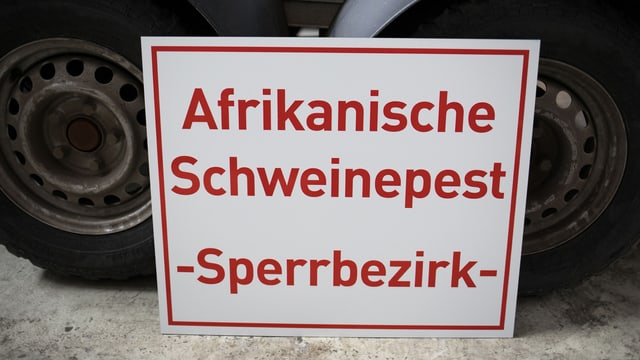 Afrikanische
Schweinepest
-Sperrbezirk-